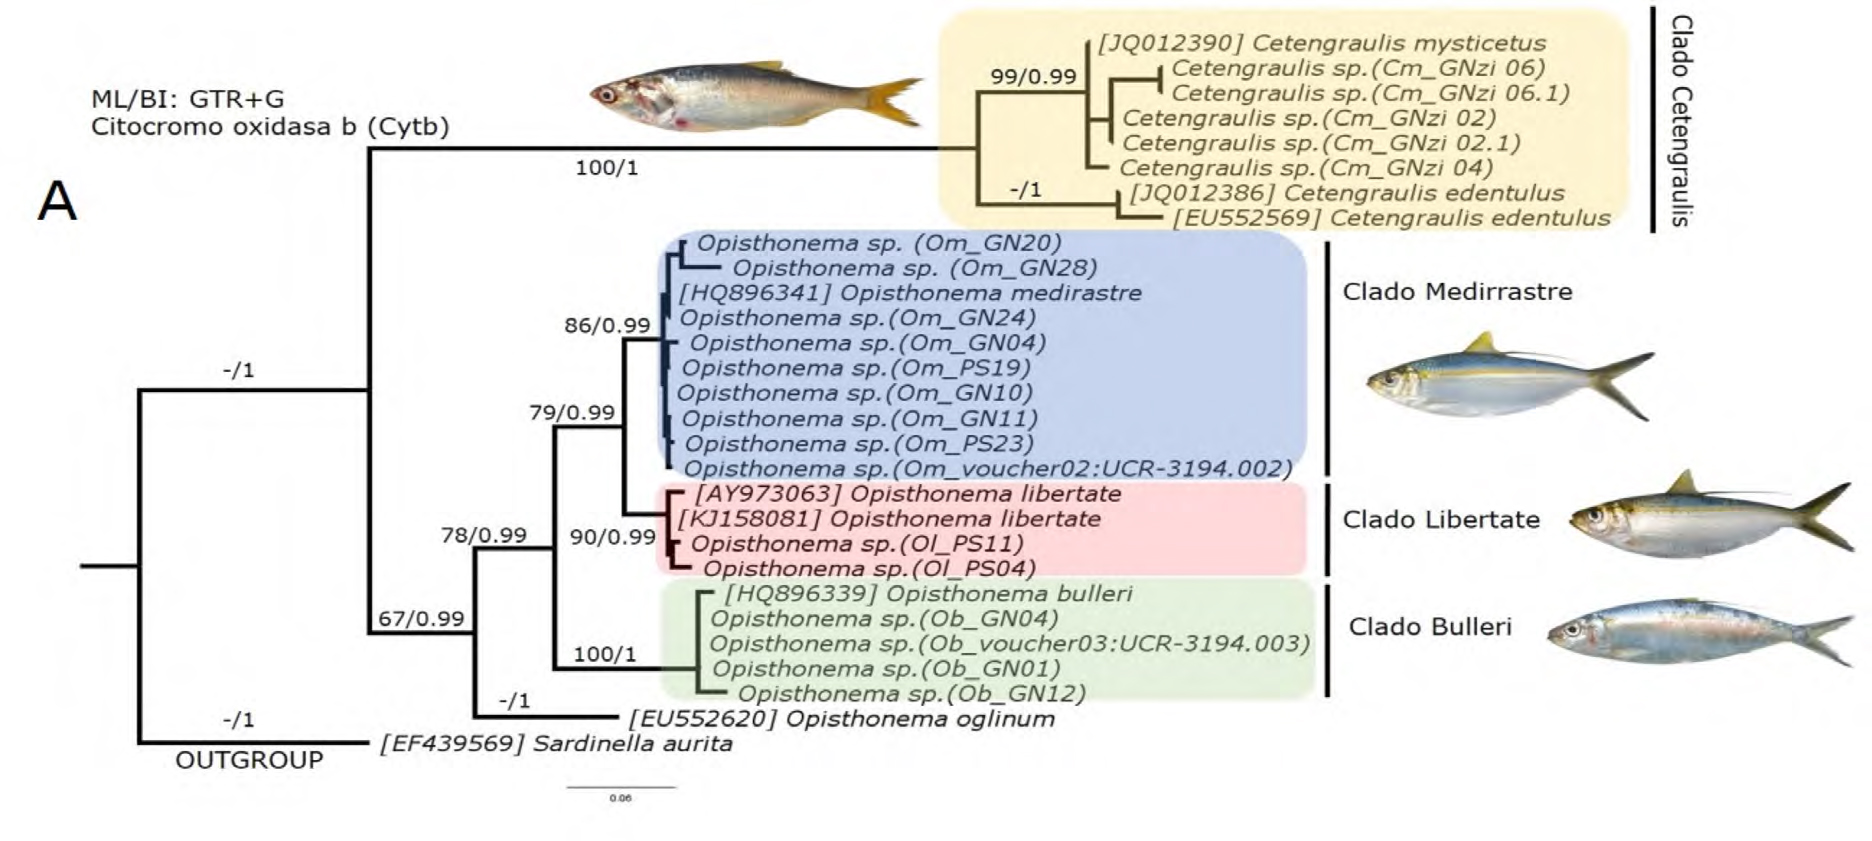 ML/BI: GTR+G
Citocromo oxidasa b (Cytb)
A
99/0.99
100/1
-/1
[JQ012390] Cetengraulis mysticetus
Cetengraulis sp.(Cm_GNzi 06)
Cetengraulis sp.(Cm_GNzi 06.1)
Cetengraulis sp.(Cm_GNzi 02)
Cetengraulis sp.(Cm_GNzi 02.1)
Cetengraulis sp.(Cm_GNzi 04)
[JQ012386] Cetengraulis edentulus
[EU552569] Cetengraulis edentulus
Clado Cetengraulis
Opisthonema sp. (Om_GN20)
Opisthonema sp. (Om_GN28)
[HQ896341] Opisthonema medirastre
Opisthonema sp.(Om_GN24)
Opisthonema sp.(Om_GN04)
Opisthonema sp.(Om_PS19)
Opisthonema sp.(Om_GN10)
Opisthonema sp.(Om_GN11)
Opisthonema sp.(Om_PS23)
Opisthonema sp.(Om_voucher02:UCR-3194.002)
Clado Medirrastre
86/0.99
-/1
79/0.99
[AY973063] Opisthonema libertate
[KJ158081] Opisthonema libertate
Opisthonema sp.(Ol_PS11)
Opisthonema sp.(Ol_PS04)
Clado Libertate
78/0.99
90/0.99
[HQ896339] Opisthonema bulleri
Opisthonema sp.(Ob_GN04)
Opisthonema sp.(Ob_voucher03:UCR-3194.003)
Opisthonema sp.(Ob_GN01)
Opisthonema sp.(Ob_GN12)
Clado Bulleri
67/0.99
100/1
-/1
[EU552620] Opisthonema oglinum
-/1
[EF439569] Sardinella aurita
OUTGROUP
0.06